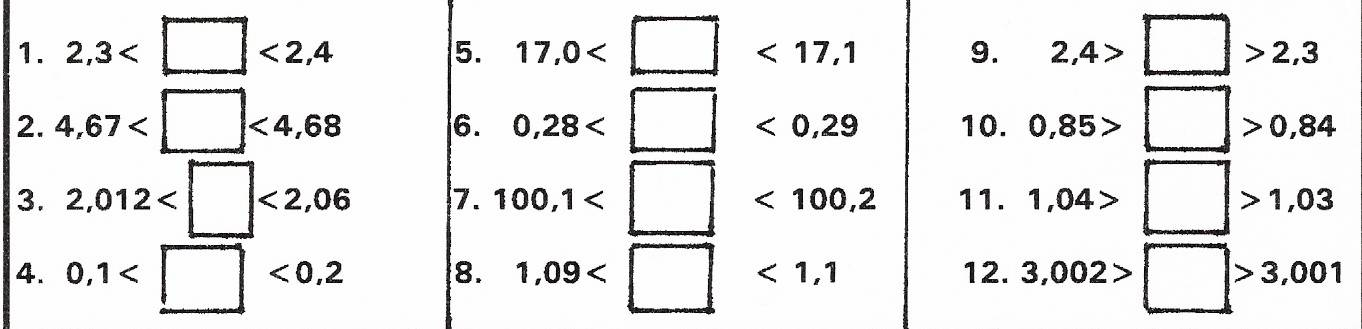 1. 2,3< <2,4
2. 4,67< <4,68
3. 2,012< <2,06
4. 0,1< <0,2
5. 17,0< < 17,1
6. 0,28< < 0,29
7. 100,1< < 100,2
8. 1,09< < 1,1
9. 2,4> >2,3
10. 0,85> >0,84
11. 1,04> >1,03
12. 3,002> >3,001